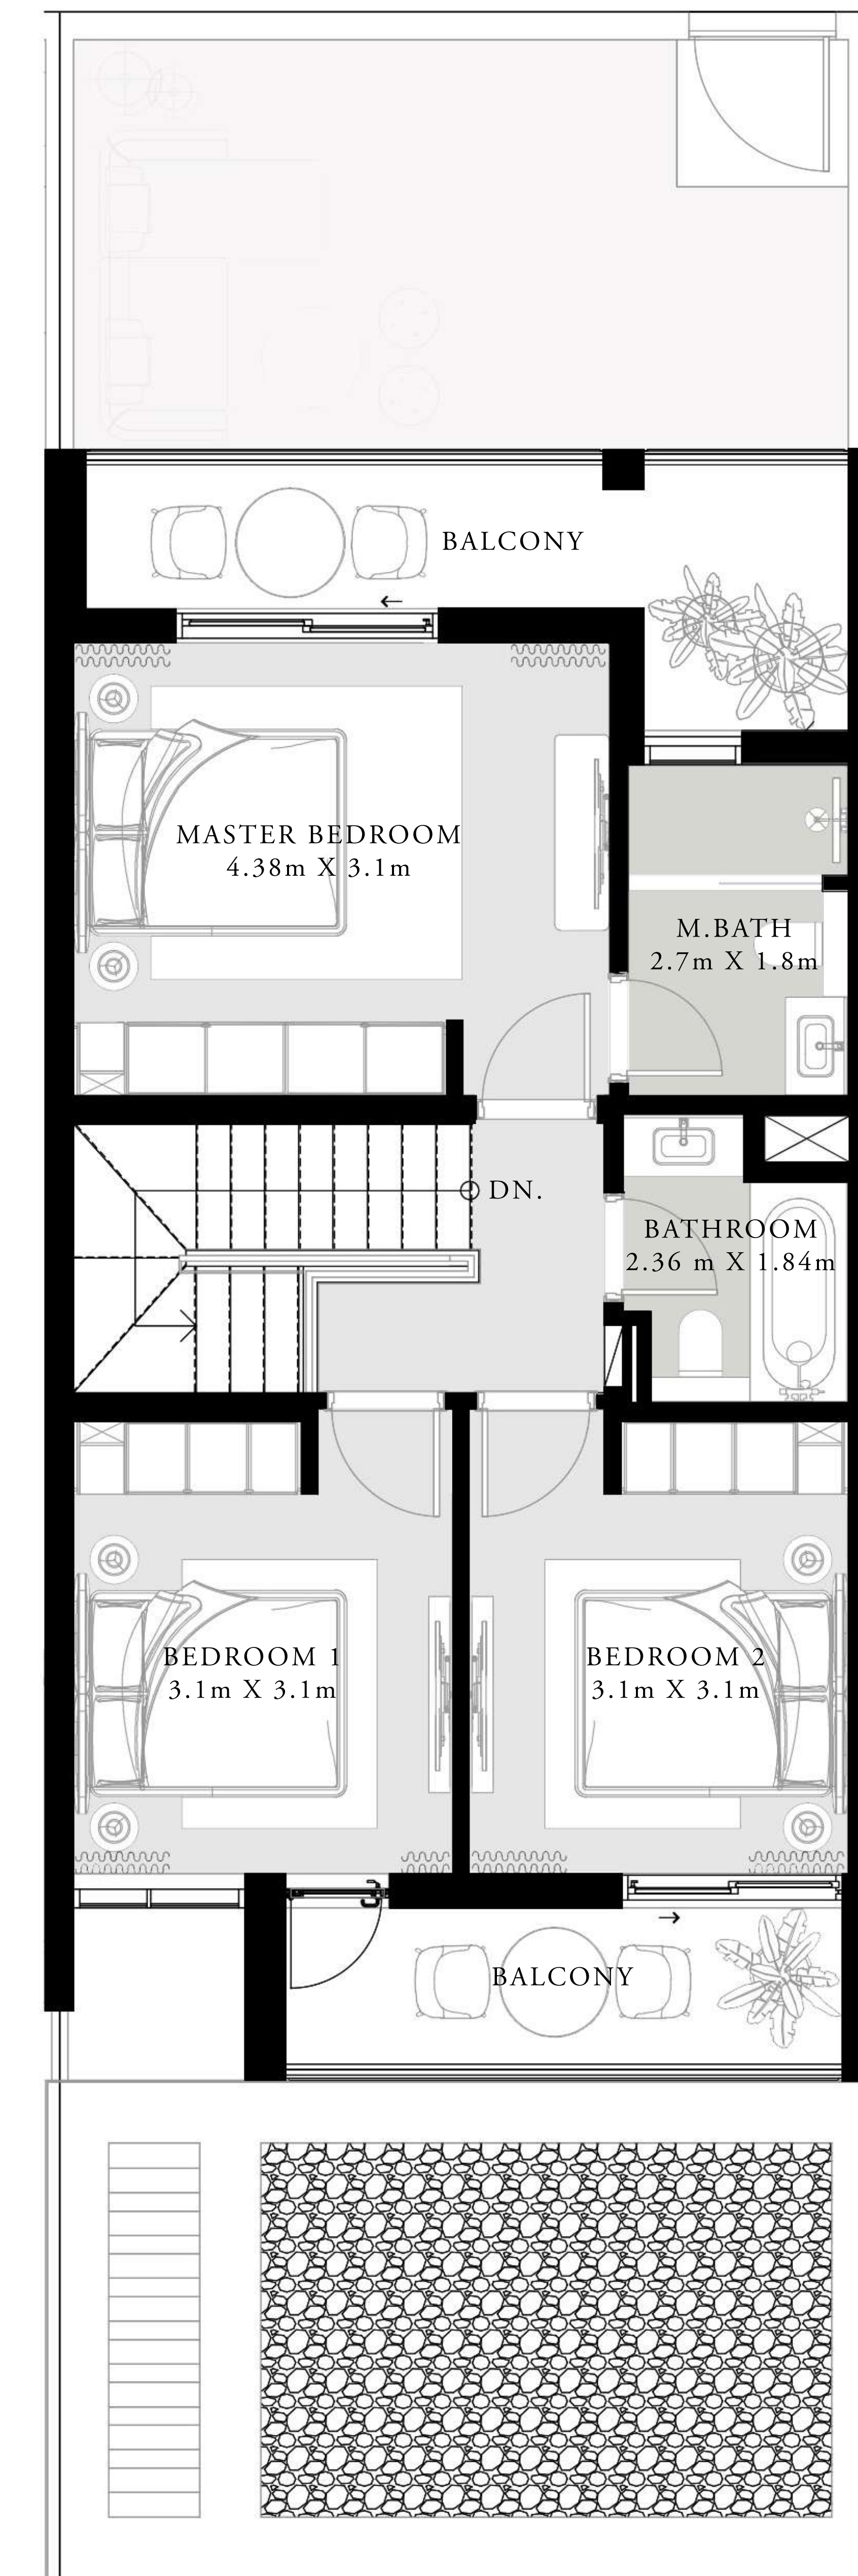 BALCONY
MASTER BEDROOM
4.38m X 3.1m
M.BATH
2.7m X 1.8m
DN.
BATHROOM
2.36 m X 1.84m
BEDROOM 1
3.1m X 3.1m
BEDROOM 2
3.1m X 3.1m
BALCONY